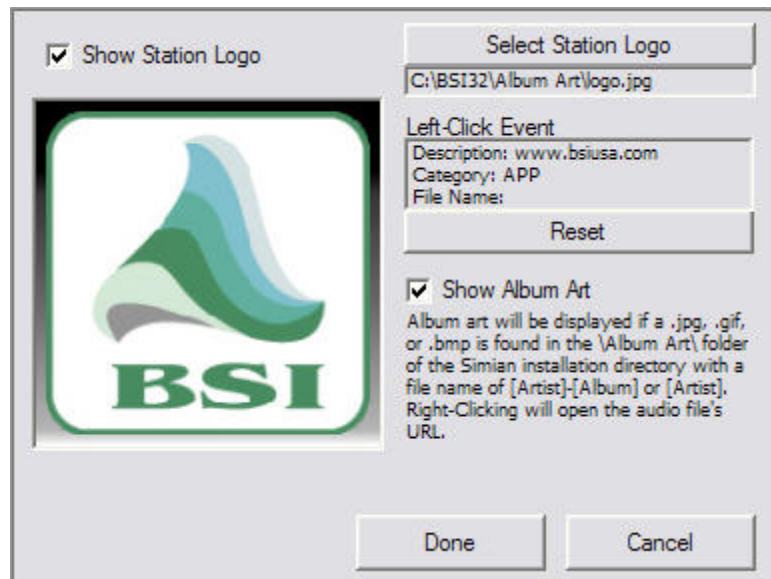 Show Station Logo
BSI
Select Station Logo
C:\BSI32\Album Art\logo.jpg
Left-Click Event
Description: www.bsiusa.com
Category: APP
File Name:
Reset
Show Album Art
Album art will be displayed if a .jpg, .gif,
or .bmp is found in the \Album Art\ folder
of the Simian installation directory with a
file name of [Artist]-[Album] or [Artist].
Right-Clicking will open the audio file's
URL.
Done
Cancel